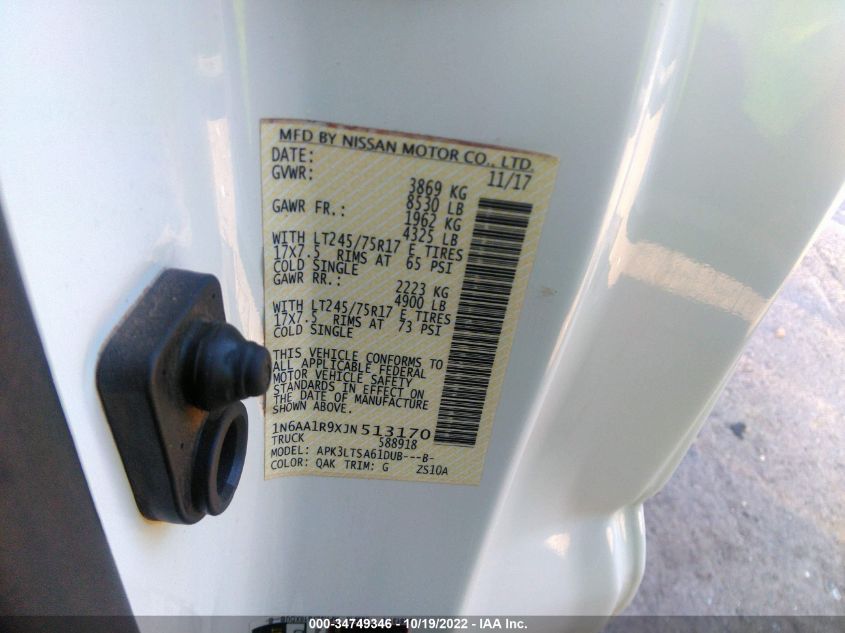 MFD BY NISSAN MOTOR CO., LTD.
DATE: 11/17
GVWR: 3869 KG
8530 LB
GAWR FR.: 1962 KG
4325 LB
WITH LT245/75R17 E TIRES
17X7.5 RIMS AT 65 PSI
COLD SINGLE
GAWR RR.: 2223 KG
4900 LB
WITH LT245/75R17 E TIRES
17X7.5 RIMS AT 73 PSI
COLD SINGLE
THIS VEHICLE CONFORMS TO
ALL APPLICABLE FEDERAL
MOTOR VEHICLE SAFETY
STANDARDS IN EFFECT ON
THE DATE OF MANUFACTURE
SHOWN ABOVE.
1N6AA1R9XJN513170
TRUCK 588918
MODEL: APK3LTSA61DUB---B-
COLOR: QAK TRIM: G ZS10A
000-34749346 - 10/19/2022 - IAA Inc.